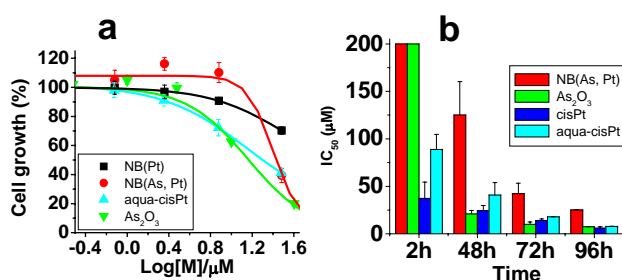 a
Cell growth (%)
120
100
80
60
40
20
0
NB(Pt)
NB(As, Pt)
aqua-cisPt
As₂O₃
-0.4 0.0 0.4 0.8 1.2 1.6
Log[M]/μM
b
IC₅₀ (μM)
200
150
100
50
0
NB(As, Pt)
As₂O₃
cisPt
aqua-cisPt
2h 48h 72h 96h
Time